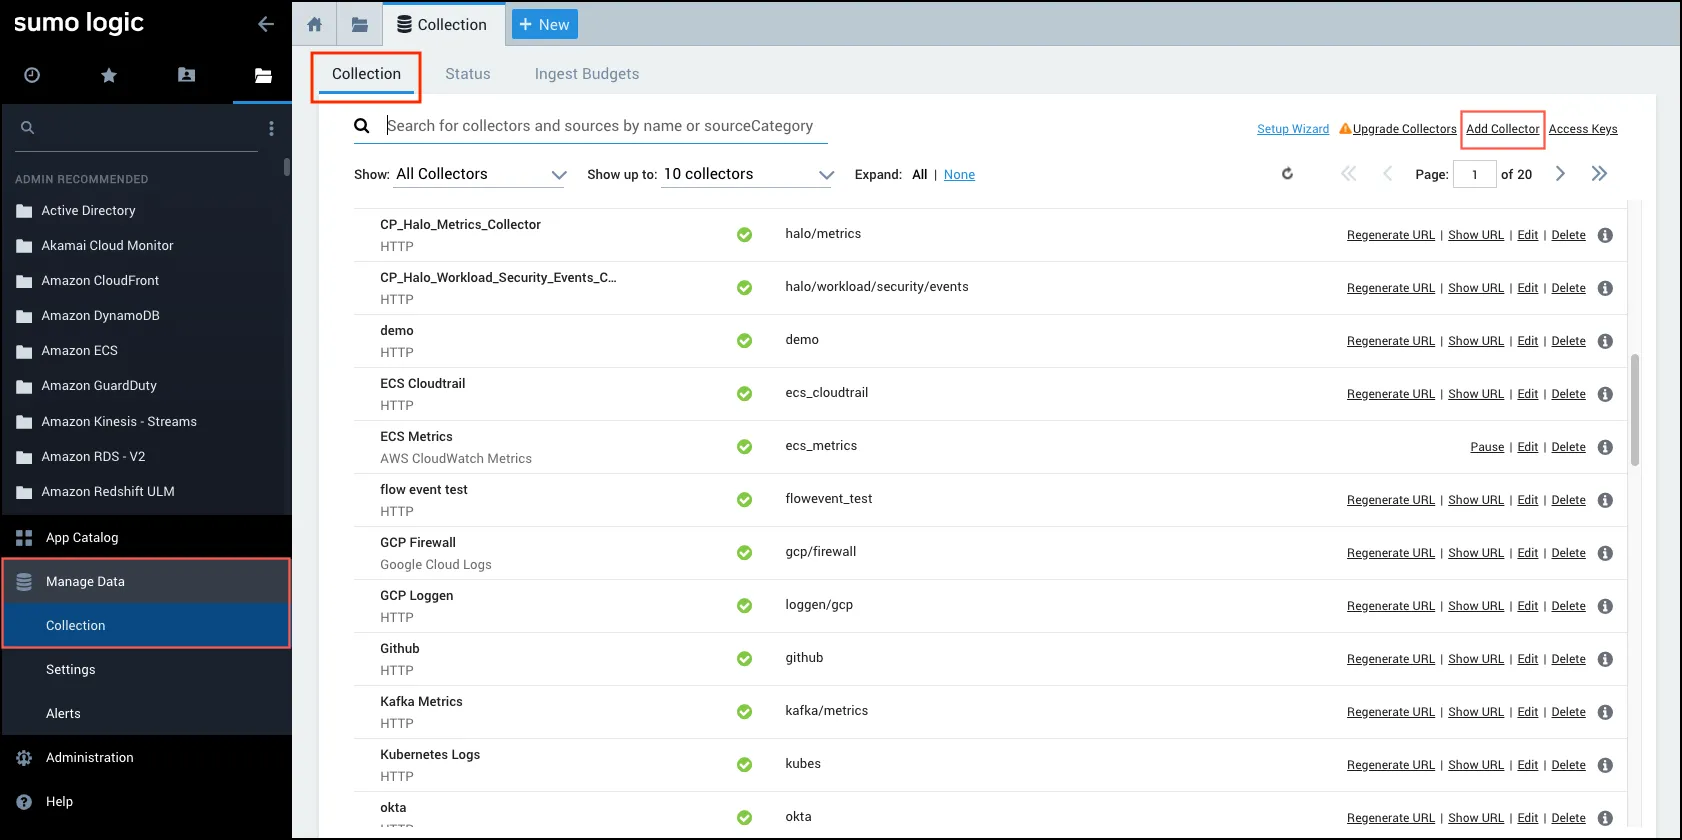 sumo logic
Collection
+ New
Collection
Status
Ingest Budgets
Search for collectors and sources by name or sourceCategory
Setup Wizard
Upgrade Collectors
Add Collector
Access Keys
Show: All Collectors
Show up to: 10 collectors
Expand: All | None
Page: 1 of 20
ADMIN RECOMMENDED
Active Directory
Akamai Cloud Monitor
Amazon CloudFront
Amazon DynamoDB
Amazon ECS
Amazon GuardDuty
Amazon Kinesis - Streams
Amazon RDS - V2
Amazon Redshift ULM
App Catalog
Manage Data
Collection
Settings
Alerts
Administration
Help
CP_Halo_Metrics_Collector
HTTP
halo/metrics
Regenerate URL | Show URL | Edit | Delete
CP_Halo_Workload_Security_Events_C...
HTTP
halo/workload/security/events
Regenerate URL | Show URL | Edit | Delete
demo
HTTP
demo
Regenerate URL | Show URL | Edit | Delete
ECS Cloudtrail
HTTP
ecs_cloudtrail
Regenerate URL | Show URL | Edit | Delete
ECS Metrics
AWS CloudWatch Metrics
ecs_metrics
Pause | Edit | Delete
flow event test
HTTP
flowevent_test
Regenerate URL | Show URL | Edit | Delete
GCP Firewall
Google Cloud Logs
gcp/firewall
Regenerate URL | Show URL | Edit | Delete
GCP Loggen
HTTP
loggen/gcp
Regenerate URL | Show URL | Edit | Delete
Github
HTTP
github
Regenerate URL | Show URL | Edit | Delete
Kafka Metrics
HTTP
kafka/metrics
Regenerate URL | Show URL | Edit | Delete
Kubernetes Logs
HTTP
kubes
Regenerate URL | Show URL | Edit | Delete
okta
okta
Regenerate URL | Show URL | Edit | Delete